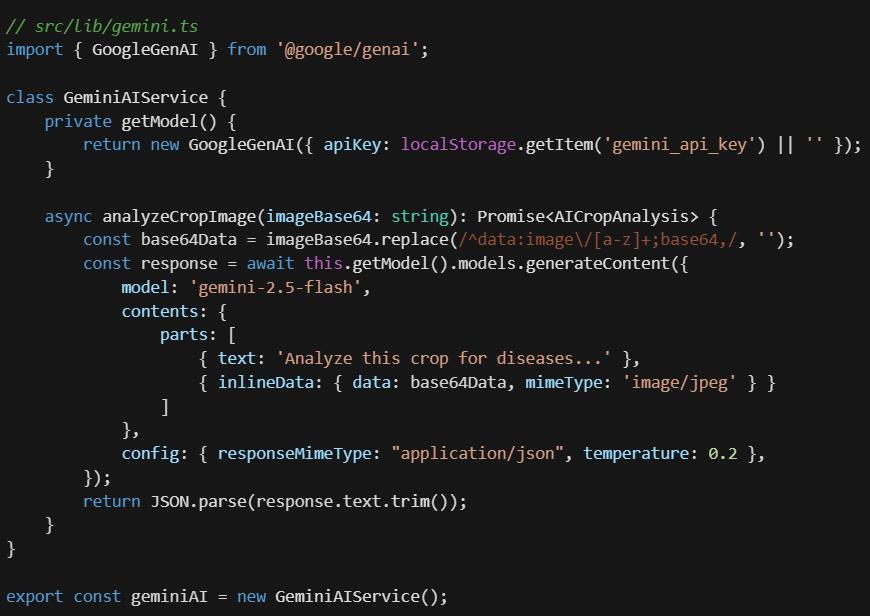 // src/lib/gemini.ts
import { GoogleGenAI } from '@google/genai';

class GeminiAIService {
    private getModel() {
        return new GoogleGenAI({ apiKey: localStorage.getItem('gemini_api_key') || '' });
    }

    async analyzeCropImage(imageBase64: string): Promise<AICropAnalysis> {
        const base64Data = imageBase64.replace(/^data:image\/[a-z]+;base64,/, '');
        const response = await this.getModel().models.generateContent({
            model: 'gemini-2.5-flash',
            contents: {
                parts: [
                    { text: 'Analyze this crop for diseases...' },
                    { inlineData: { data: base64Data, mimeType: 'image/jpeg' } }
                ]
            },
            config: { responseMimeType: "application/json", temperature: 0.2 },
        });
        return JSON.parse(response.text.trim());
    }
}

export const geminiAI = new GeminiAIService();